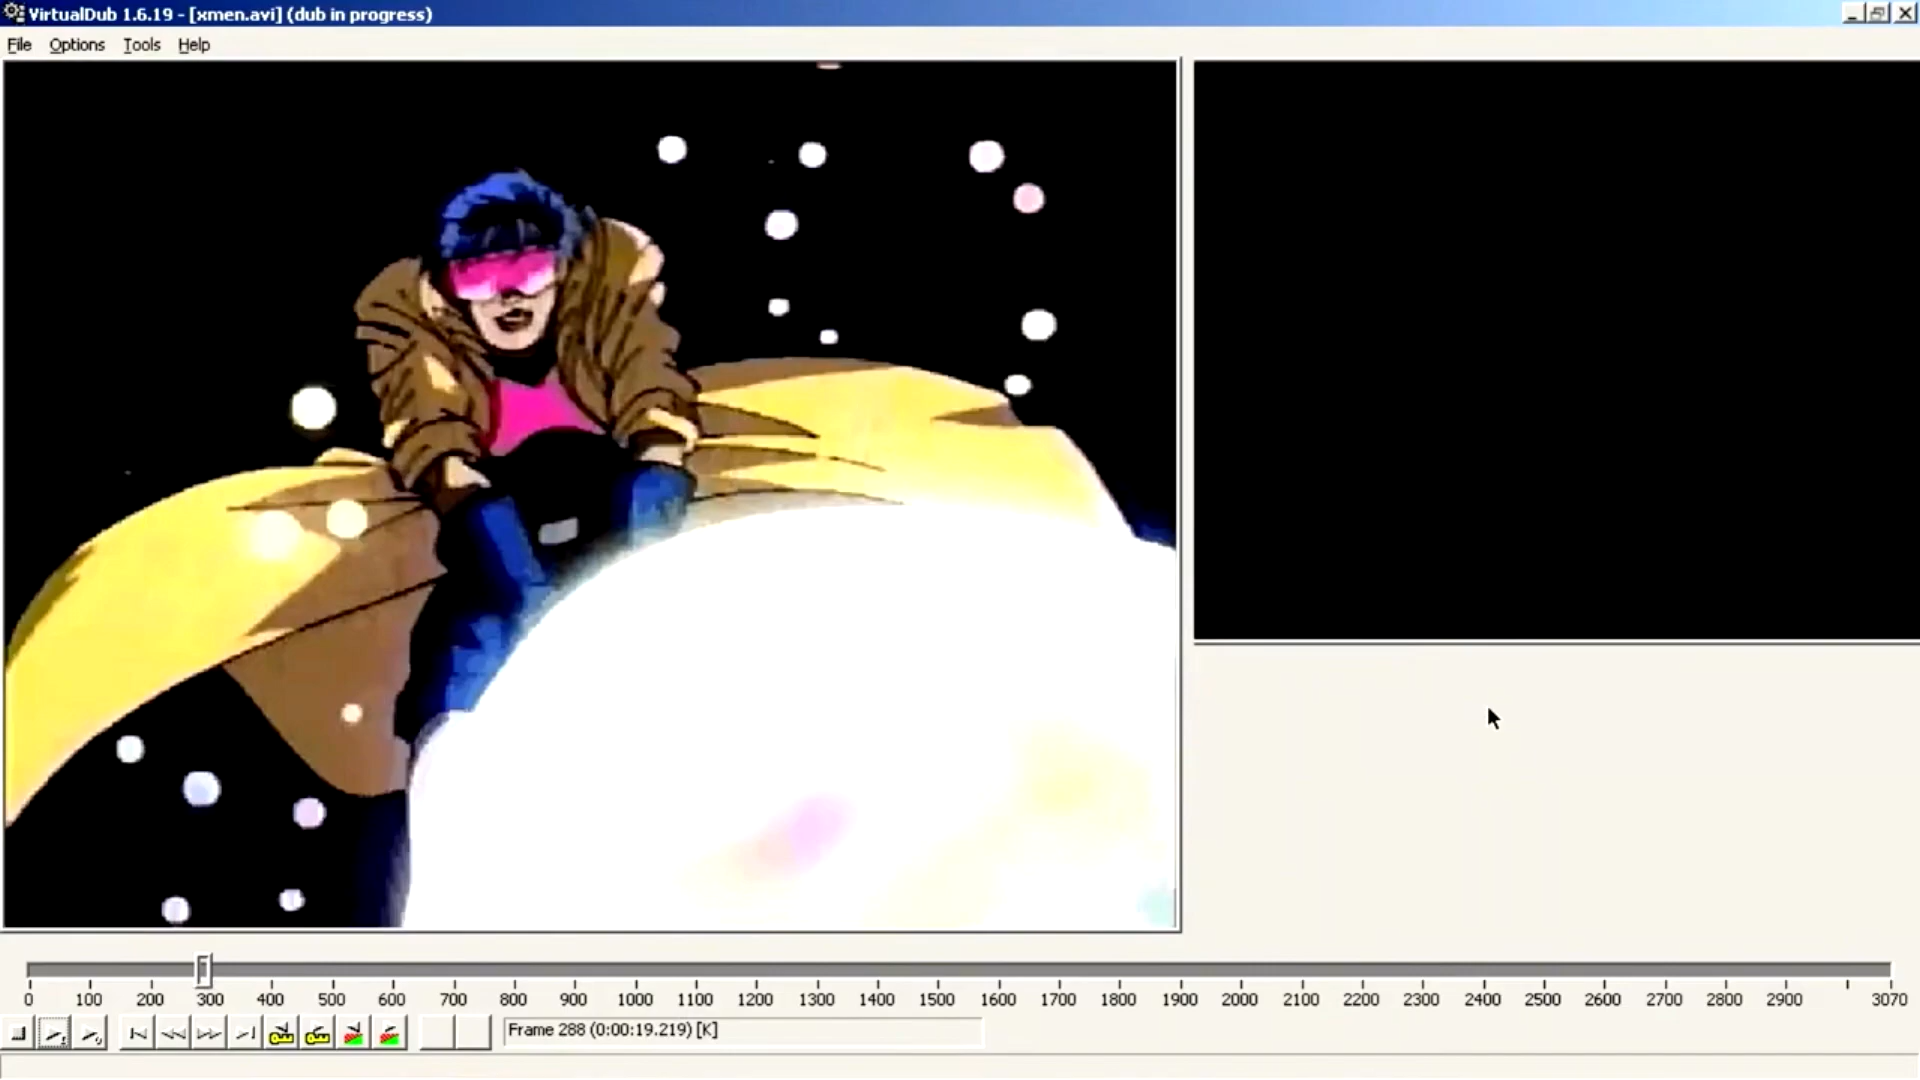 VirtualDub 1.6.19 - [xmen.avi] (dub in progress)
File Options Tools Help
0 100 200 300 400 500 600 700 800 900 1000 1100 1200 1300 1400 1500 1600 1700 1800 1900 2000 2100 2200 2300 2400 2500 2600 2700 2800 2900 3070
Frame 288 (0:00:19.219) [K]